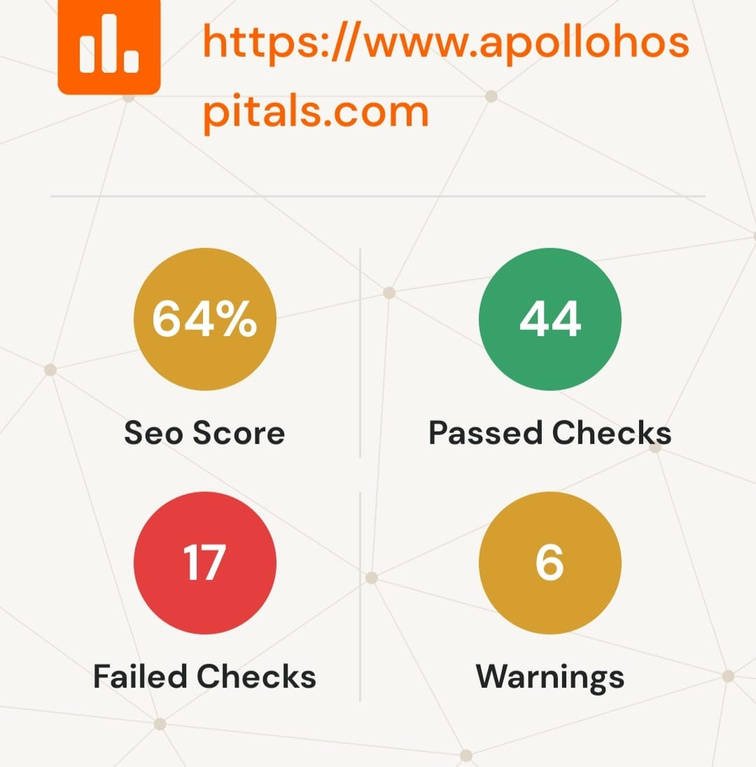 https://www.apollohos
pitals.com
64%
Seo Score
44
Passed Checks
17
Failed Checks
6
Warnings